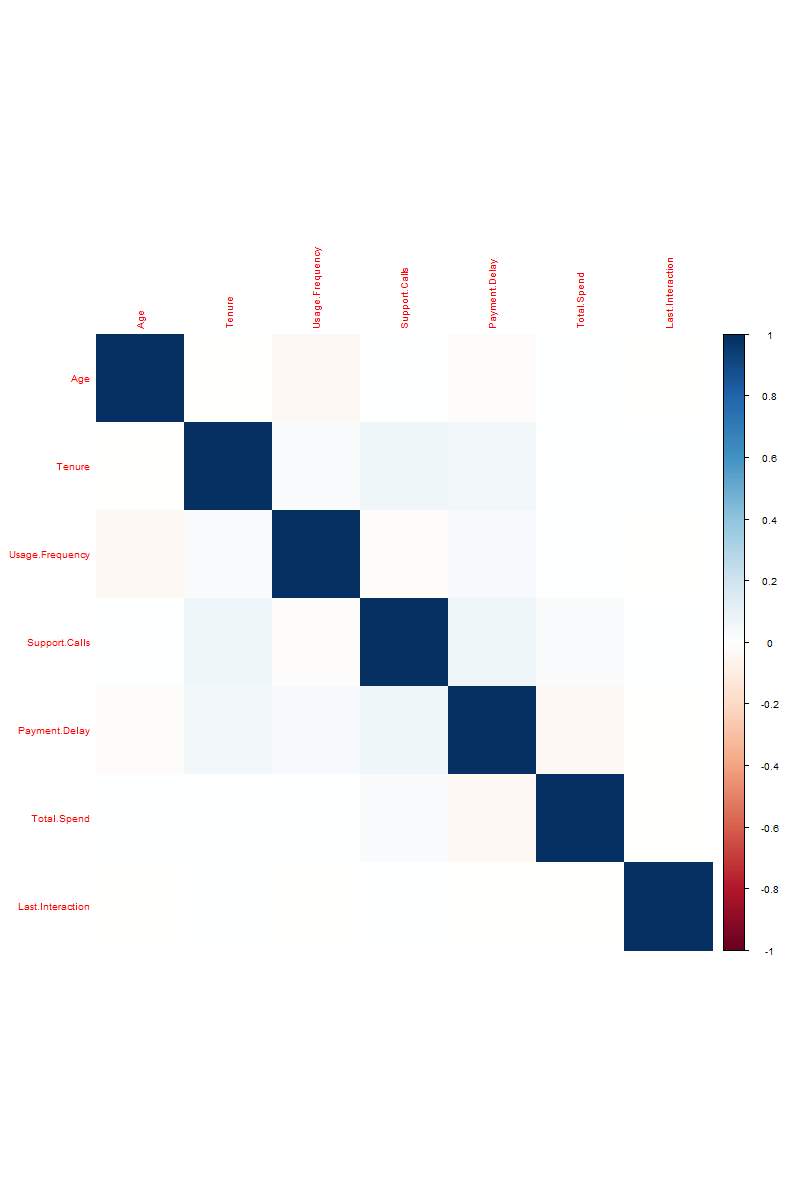 Age
Tenure
Usage.Frequency
Support.Calls
Payment.Delay
Total.Spend
Last.Interaction
Age
Tenure
Usage.Frequency
Support.Calls
Payment.Delay
Total.Spend
Last.Interaction
1
0.8
0.6
0.4
0.2
0
-0.2
-0.4
-0.6
-0.8
-1